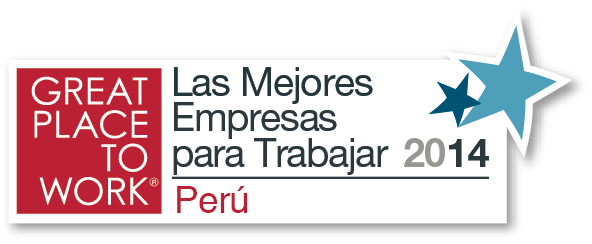 GREAT
PLACE
TO
WORK®
Las Mejores
Empresas
para Trabajar 2014
Perú